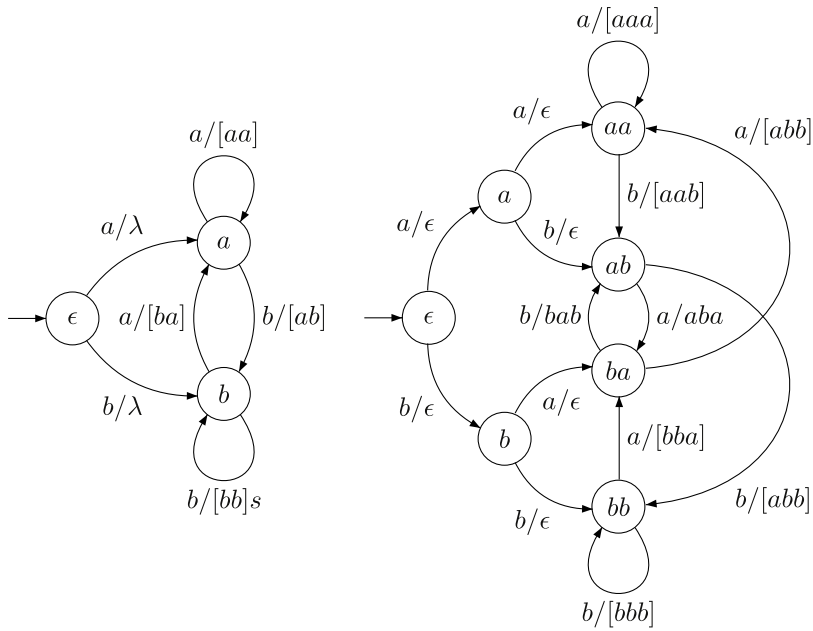 a/[aa]
a/λ
a
ϵ
a/[ba]
b/[ab]
b/λ
b
b/[bb]s
a/[aaa]
a/ϵ
aa
a/[abb]
a
b/[aab]
a/ϵ
b/ϵ
ab
ϵ
b/bab
a/aba
ba
b/ϵ
a/ϵ
b
a/[bba]
b/ϵ
bb
b/[abb]
b/[bbb]